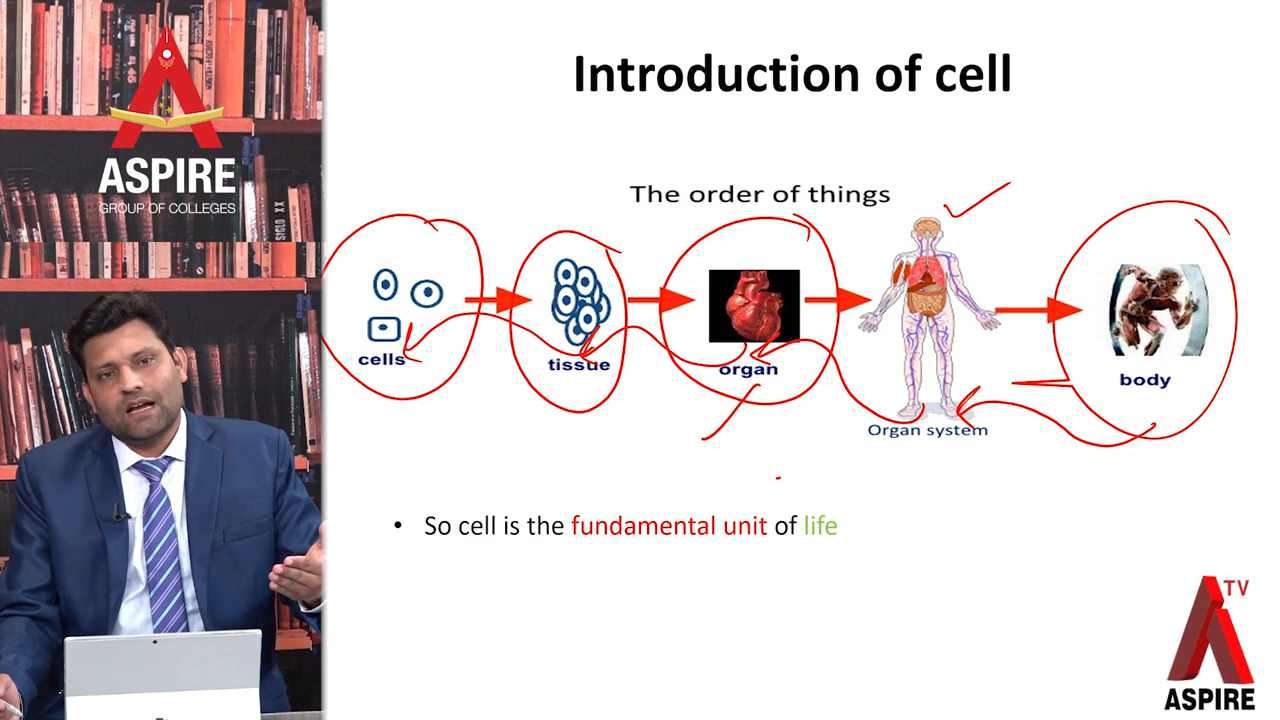 ASPIRE
GROUP OF COLLEGES
Introduction of cell
The order of things
cells
tissue
organ
Organ system
body
• So cell is the fundamental unit of life
TV
ASPIRE